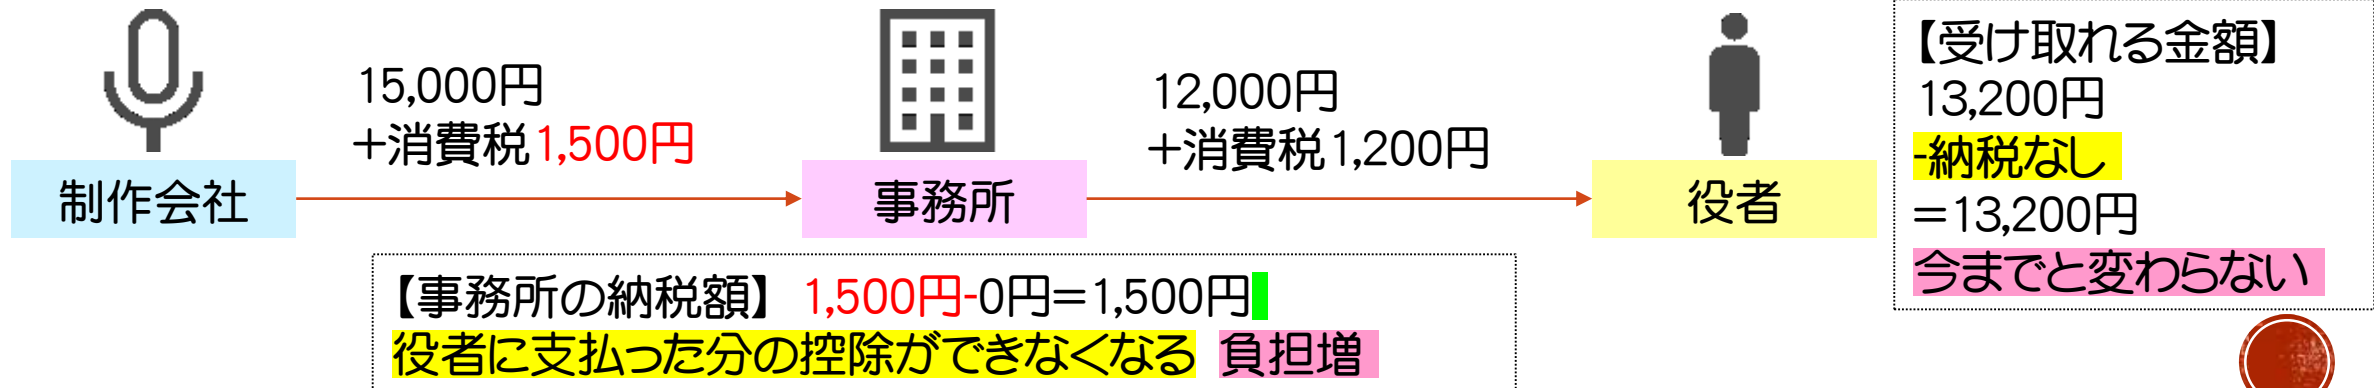 15,000円
+消費税1,500円
12,000円
+消費税1,200円
制作会社
事務所
役者
【受け取れる金額】
13,200円
-納税なし
=13,200円
今までと変わらない
【事務所の納税額】 1,500円-0円=1,500円
役者に支払った分の控除ができなくなる 負担増